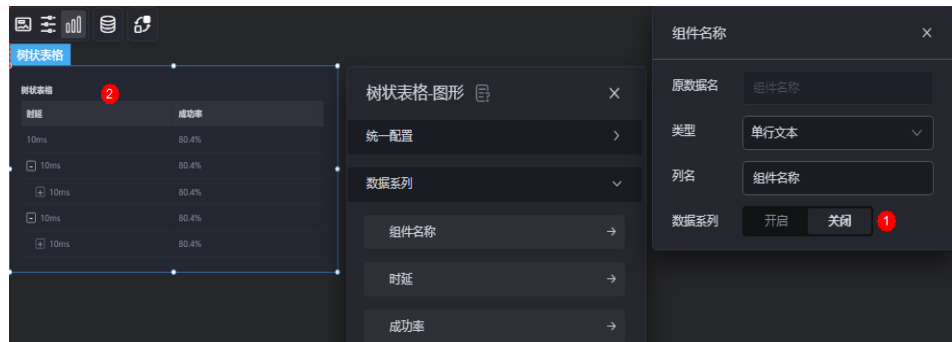 树状表格
树状表格
2
时延 成功率
10ms 80.4%
10ms 80.4%
10ms 80.4%
10ms 80.4%
10ms 80.4%
树状表格-图形
统一配置
数据系列
组件名称
时延
成功率
组件名称
原数据名 组件名称
类型 单行文本
列名 组件名称
数据系列 开启 关闭 1